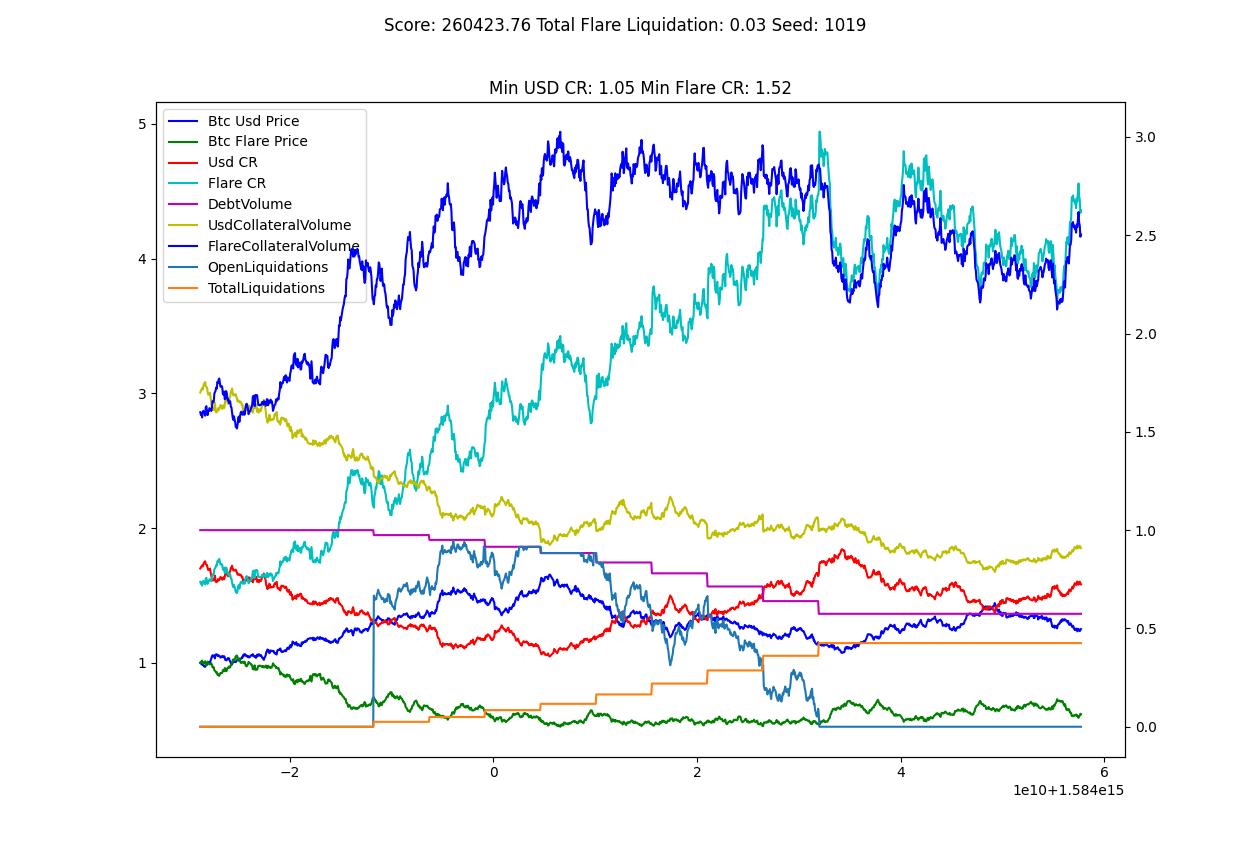 Score: 260423.76 Total Flare Liquidation: 0.03 Seed: 1019
Min USD CR: 1.05 Min Flare CR: 1.52
Btc Usd Price
Btc Flare Price
Usd CR
Flare CR
DebtVolume
UsdCollateralVolume
FlareCollateralVolume
OpenLiquidations
TotalLiquidations
5
4
3
2
1
3.0
2.5
2.0
1.5
1.0
0.5
0.0
−2 0 2 4 6
1e10+1.584e15